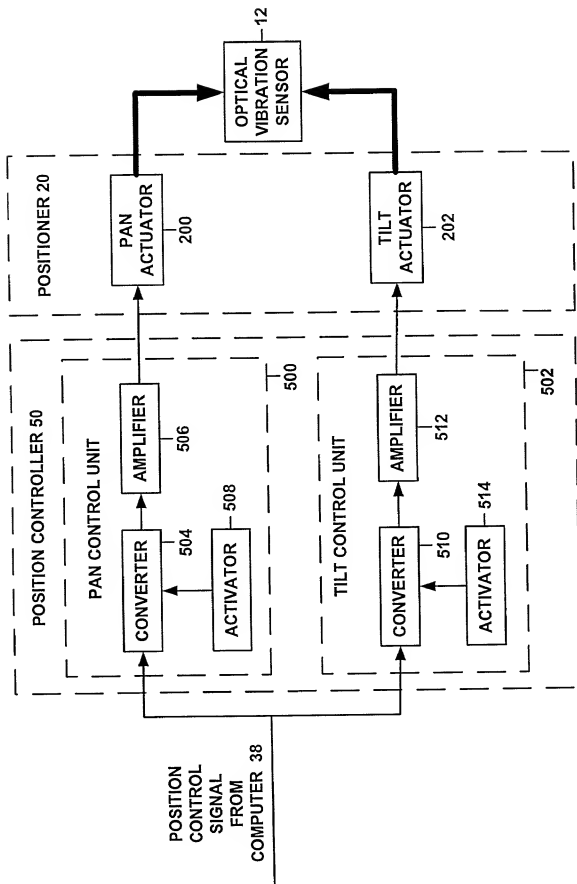 POSITION
CONTROL
SIGNAL
FROM
COMPUTER 38
POSITION CONTROLLER 50
PAN CONTROL UNIT
CONVERTER
504
AMPLIFIER
506
ACTIVATOR
508
500
TILT CONTROL UNIT
CONVERTER
510
AMPLIFIER
512
ACTIVATOR
514
502
POSITIONER 20
PAN
ACTUATOR
200
TILT
ACTUATOR
202
OPTICAL
VIBRATION
SENSOR
12